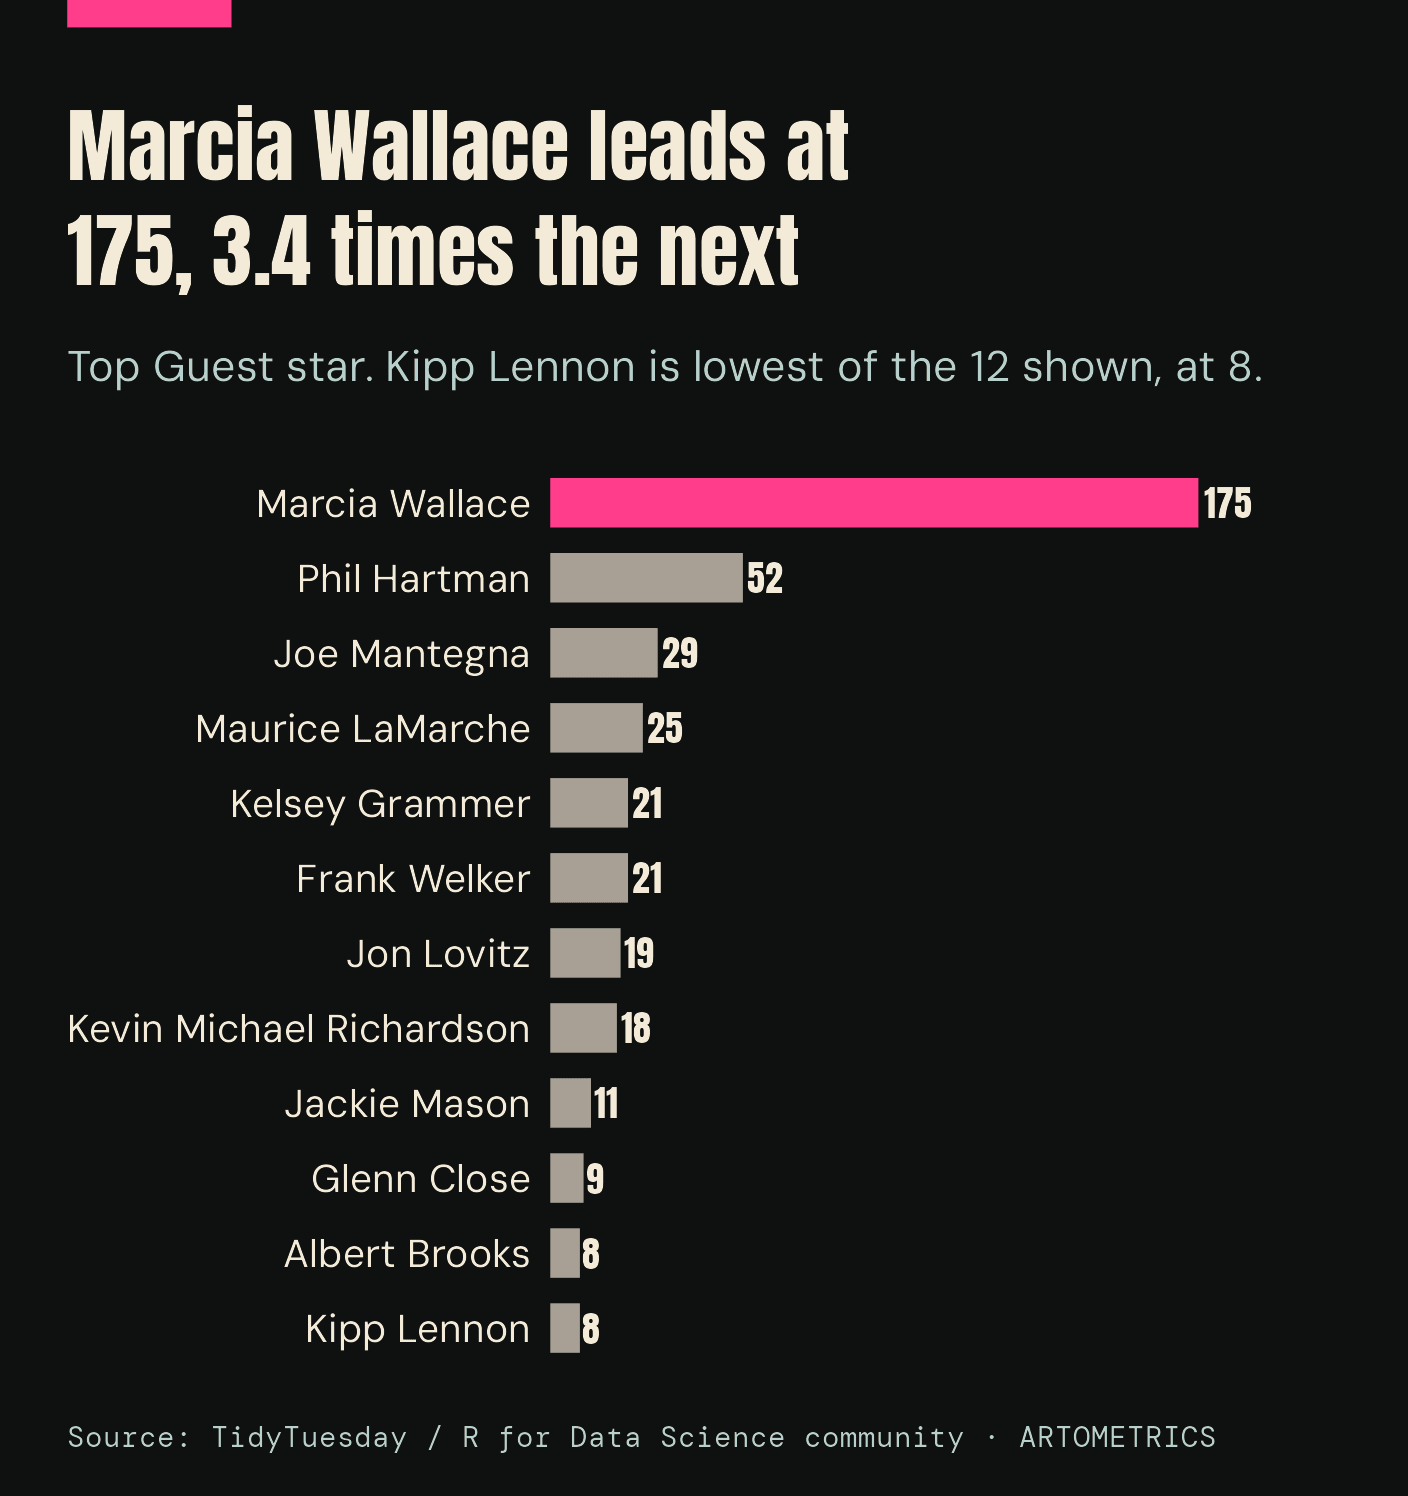 Marcia Wallace leads at
175, 3.4 times the next
Top Guest star. Kipp Lennon is lowest of the 12 shown, at 8.
Marcia Wallace 175
Phil Hartman 52
Joe Mantegna 29
Maurice LaMarche 25
Kelsey Grammer 21
Frank Welker 21
Jon Lovitz 19
Kevin Michael Richardson 18
Jackie Mason 11
Glenn Close 9
Albert Brooks 8
Kipp Lennon 8
Source: TidyTuesday / R for Data Science community · ARTOMETRICS